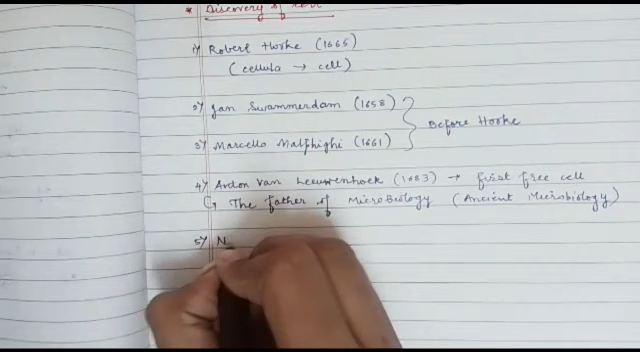 * Discovery of cell
1) Robert Hooke (1665)
(cellula → cell)
2) Jan Swammerdam (1658)
Before Hooke
3) Marcello Malphighi (1661)
4) Anton Van Leeuwenhoek (1683) → first free cell
↳ The father of MicroBiology (Ancient Microbiology)
5) N